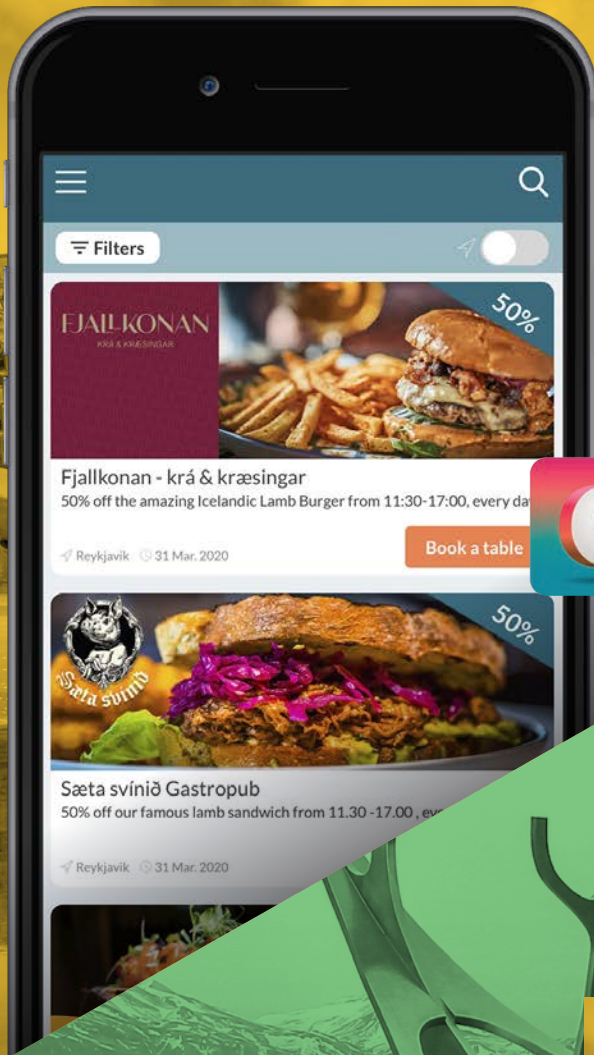 Filters
FJALLKONAN
KRÁ & KRÆSINGAR
50%
Fjallkonan - krá & kræsingar
50% off the amazing Icelandic Lamb Burger from 11:30-17:00, every
Reykjavik 31 Mar. 2020
Book a table
Sæta svínið
50%
Sæta svínið Gastropub
50% off our famous lamb sandwich from 11.30 -17.00 ,
Reykjavik 31 Mar. 2020